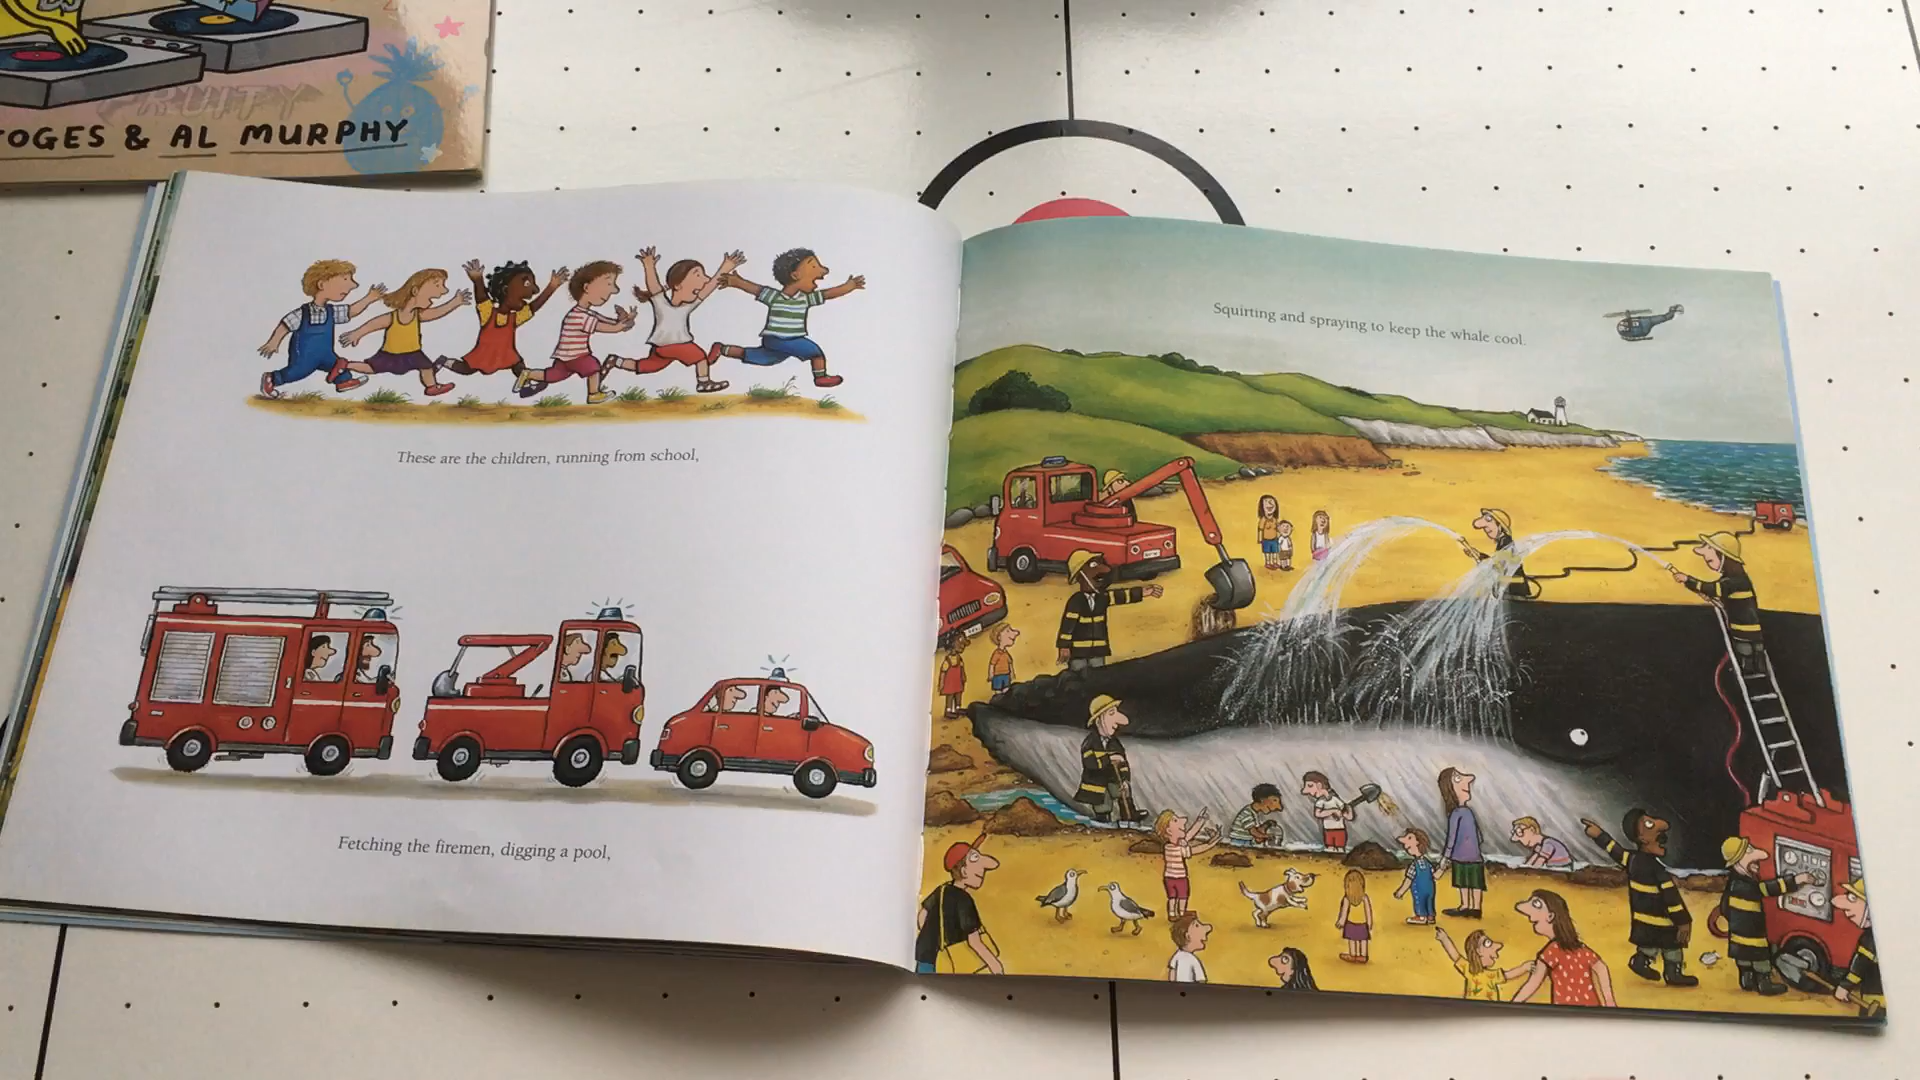 FRUITY
OGES & AL MURPHY
These are the children, running from school,
Fetching the firemen, digging a pool,
Squirting and spraying to keep the whale cool.